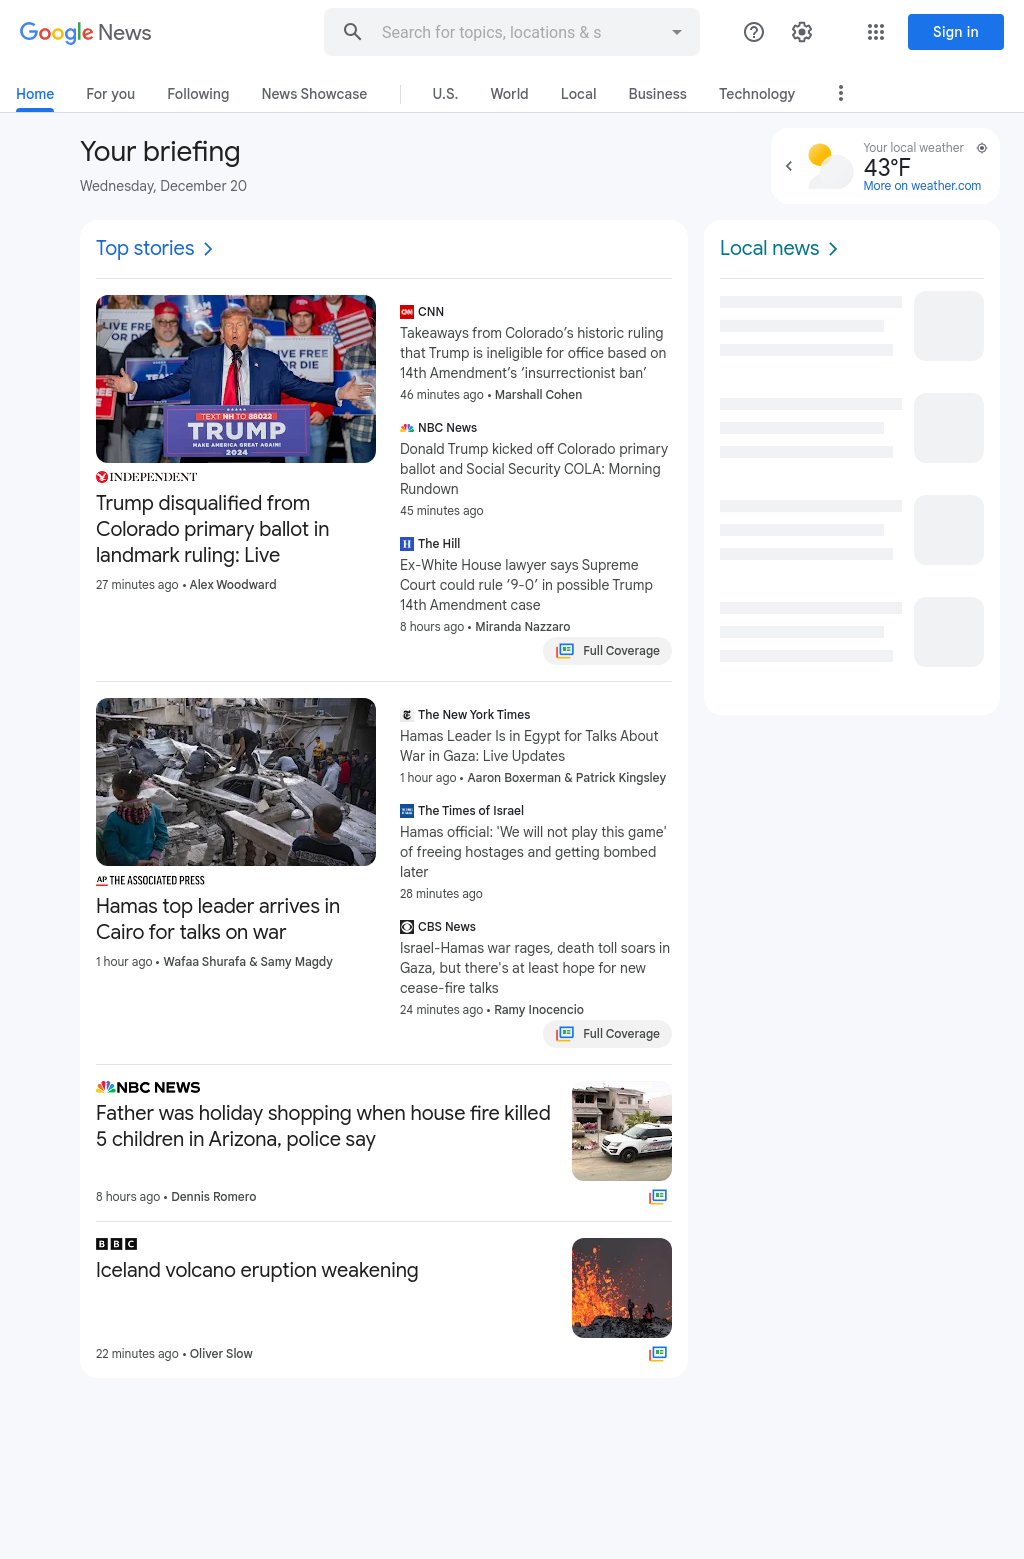 Google News
Search for topics, locations & s
Sign in
Home
For you
Following
News Showcase
U.S.
World
Local
Business
Technology
Your briefing
Wednesday, December 20
Your local weather
43°F
More on weather.com
Top stories
LIVE FREE
OR DIE
LIVE FREE
OR DIE
TEXT NH TO 88022
TRUMP
MAKE AMERICA GREAT AGAIN!
2024
INDEPENDENT
Trump disqualified from
Colorado primary ballot in
landmark ruling: Live
27 minutes ago • Alex Woodward
CNN
Takeaways from Colorado’s historic ruling
that Trump is ineligible for office based on
14th Amendment’s ‘insurrectionist ban’
46 minutes ago • Marshall Cohen
NBC News
Donald Trump kicked off Colorado primary
ballot and Social Security COLA: Morning
Rundown
45 minutes ago
H The Hill
Ex-White House lawyer says Supreme
Court could rule ‘9-0’ in possible Trump
14th Amendment case
8 hours ago • Miranda Nazzaro
Full Coverage
AP THE ASSOCIATED PRESS
Hamas top leader arrives in
Cairo for talks on war
1 hour ago • Wafaa Shurafa & Samy Magdy
The New York Times
Hamas Leader Is in Egypt for Talks About
War in Gaza: Live Updates
1 hour ago • Aaron Boxerman & Patrick Kingsley
The Times of Israel
Hamas official: 'We will not play this game'
of freeing hostages and getting bombed
later
28 minutes ago
CBS News
Israel-Hamas war rages, death toll soars in
Gaza, but there's at least hope for new
cease-fire talks
24 minutes ago • Ramy Inocencio
Full Coverage
NBC NEWS
Father was holiday shopping when house fire killed
5 children in Arizona, police say
8 hours ago • Dennis Romero
BBC
Iceland volcano eruption weakening
22 minutes ago • Oliver Slow
Local news